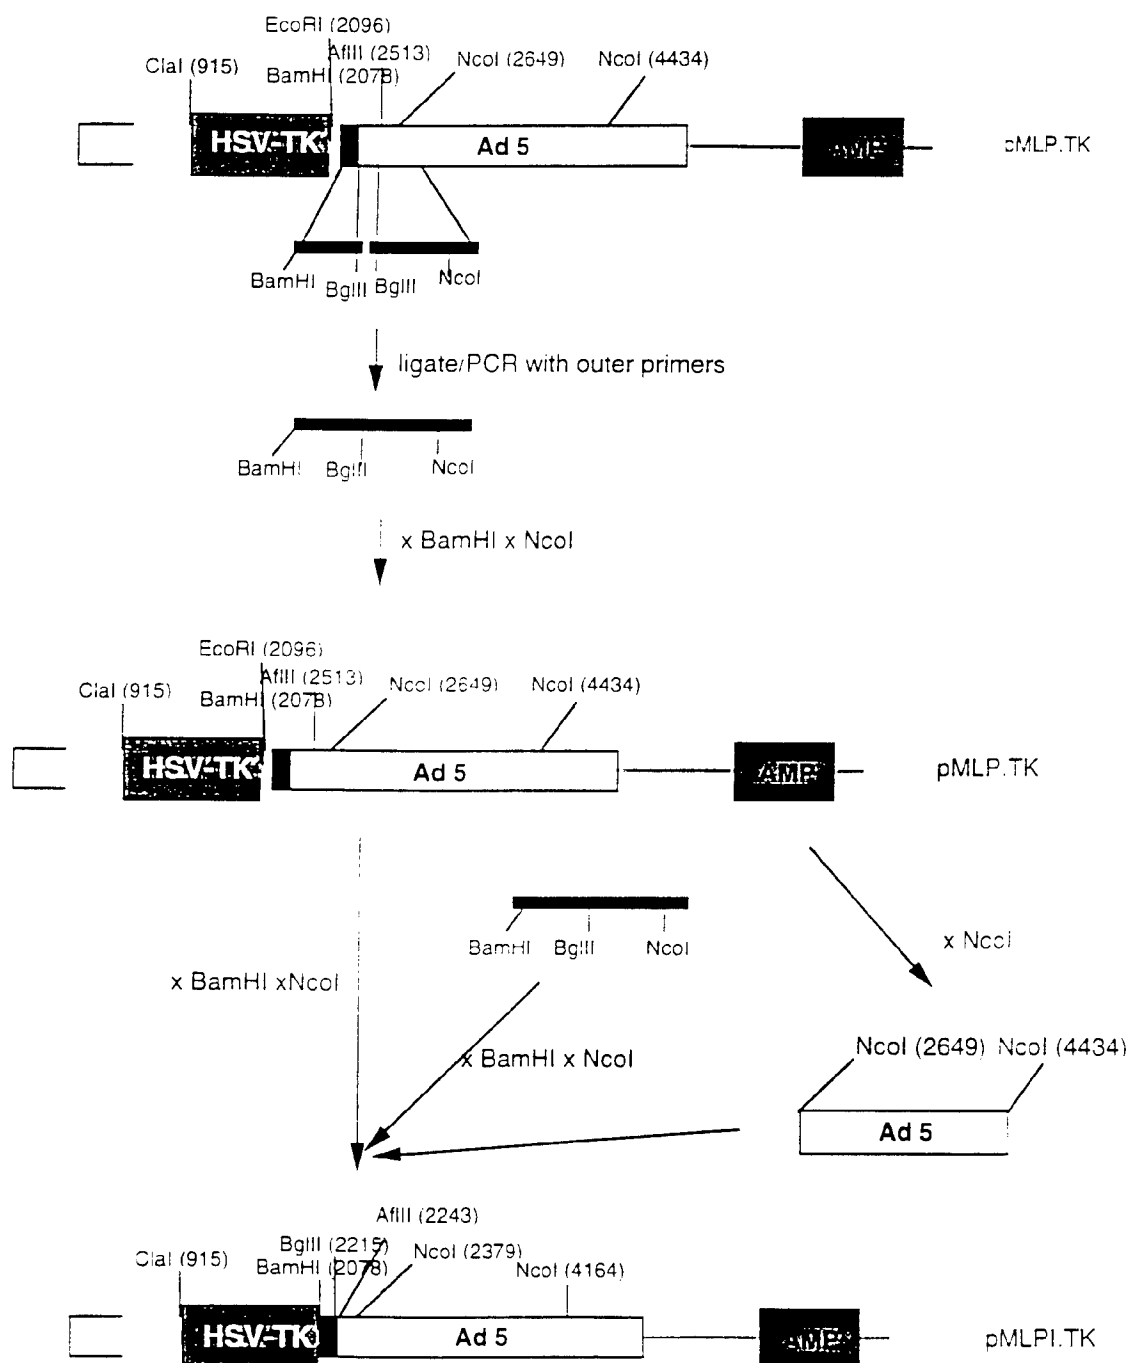 EcoRI (2096)
AflII (2513)
ClaI (915)
BamHI (2078)
NcoI (2649)
NcoI (4434)
HSV-TK
Ad 5
AMP
pMLP.TK
BamHI
BglII
BglII
NcoI
ligate/PCR with outer primers
BamHI
BglII
NcoI
x BamHI x NcoI
EcoRI (2096)
AflII (2513)
ClaI (915)
BamHI (2078)
NcoI (2649)
NcoI (4434)
HSV-TK
Ad 5
AMP
pMLP.TK
BamHI
BglII
NcoI
x NcoI
x BamHI xNcoI
x BamHI x NcoI
NcoI (2649) NcoI (4434)
Ad 5
AflII (2243)
BglII (2215)
NcoI (2379)
ClaI (915)
BamHI (2078)
NcoI (4164)
HSV-TK
Ad 5
AMP
pMLPI.TK